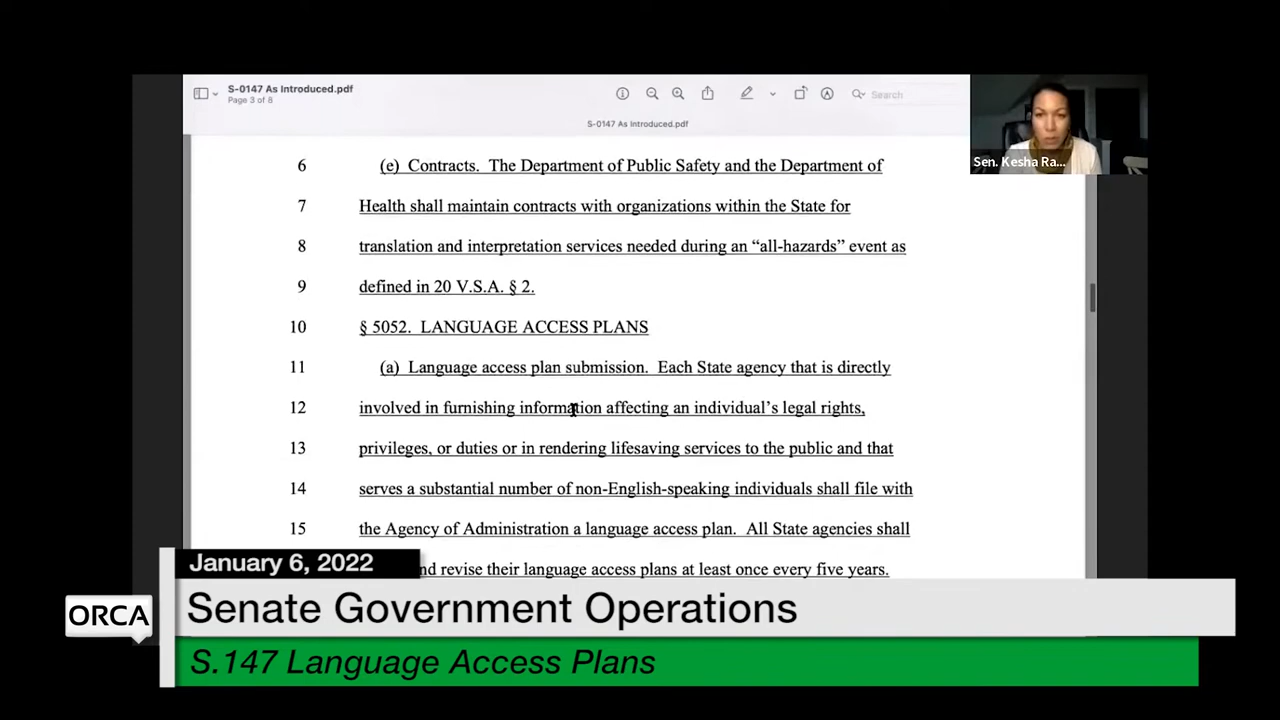 S-0147 As Introduced.pdf
Page 3 of 8
Search
S-0147 As Introduced.pdf
Sen. Kesha Ra...
6 (e) Contracts. The Department of Public Safety and the Department of
7 Health shall maintain contracts with organizations within the State for
8 translation and interpretation services needed during an “all-hazards” event as
9 defined in 20 V.S.A. § 2.
10 § 5052. LANGUAGE ACCESS PLANS
11 (a) Language access plan submission. Each State agency that is directly
12 involved in furnishing information affecting an individual’s legal rights,
13 privileges, or duties or in rendering lifesaving services to the public and that
14 serves a substantial number of non-English-speaking individuals shall file with
15 the Agency of Administration a language access plan. All State agencies shall
revise their language access plans at least once every five years.
January 6, 2022
ORCA
Senate Government Operations
S.147 Language Access Plans